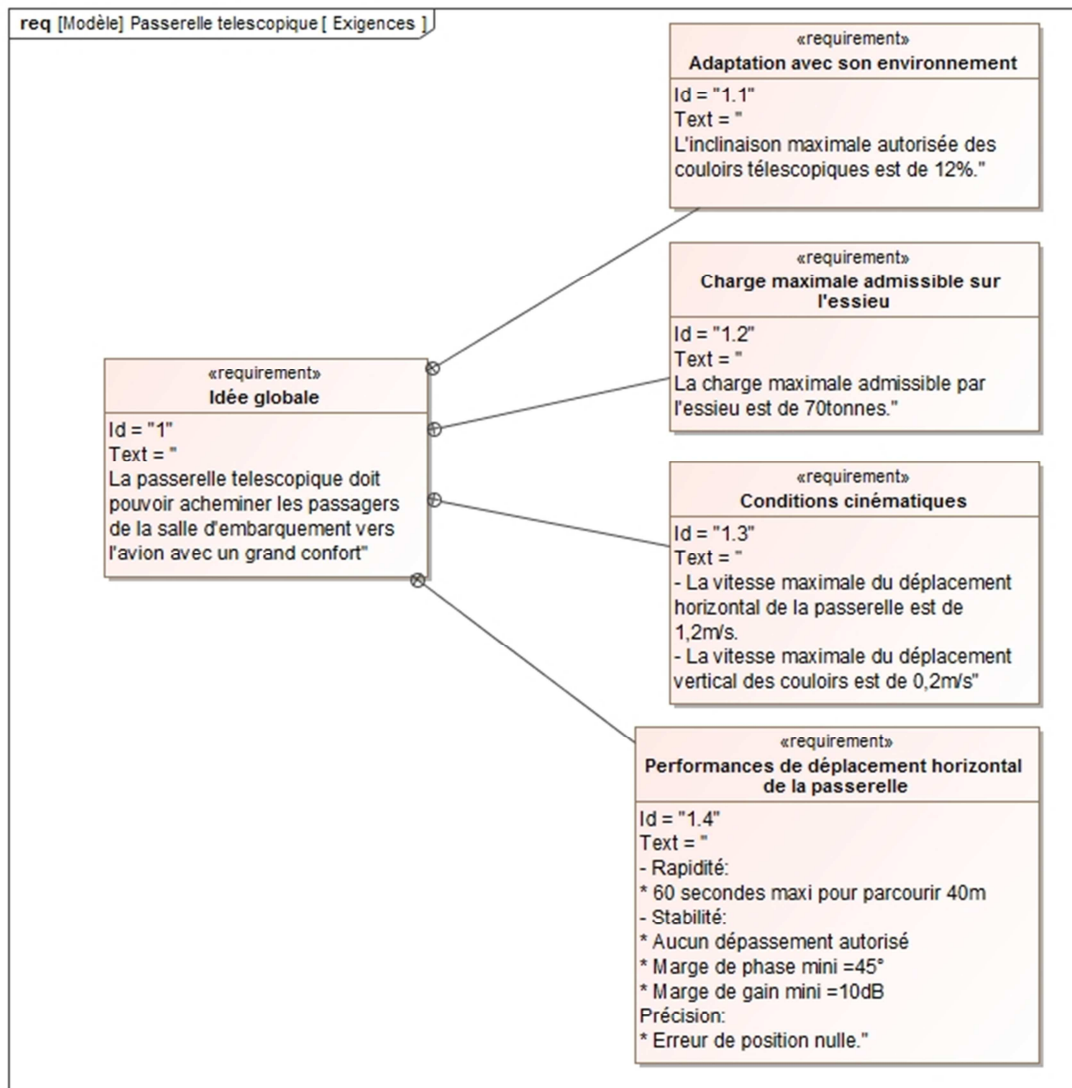 req [Modèle] Passerelle telescopique [ Exigences ]
«requirement»
Adaptation avec son environnement
Id = "1.1"
Text = "
L'inclinaison maximale autorisée des
couloirs télescopiques est de 12%."
«requirement»
Charge maximale admissible sur
l'essieu
Id = "1.2"
Text = "
La charge maximale admissible par
l'essieu est de 70tonnes."
«requirement»
Idée globale
Id = "1"
Text = "
La passerelle telescopique doit
pouvoir acheminer les passagers
de la salle d'embarquement vers
l'avion avec un grand confort"
«requirement»
Conditions cinématiques
Id = "1.3"
Text = "
- La vitesse maximale du déplacement
horizontal de la passerelle est de
1,2m/s.
- La vitesse maximale du déplacement
vertical des couloirs est de 0,2m/s"
«requirement»
Performances de déplacement horizontal
de la passerelle
Id = "1.4"
Text = "
- Rapidité:
* 60 secondes maxi pour parcourir 40m
- Stabilité:
* Aucun dépassement autorisé
* Marge de phase mini =45°
* Marge de gain mini =10dB
Précision:
* Erreur de position nulle."